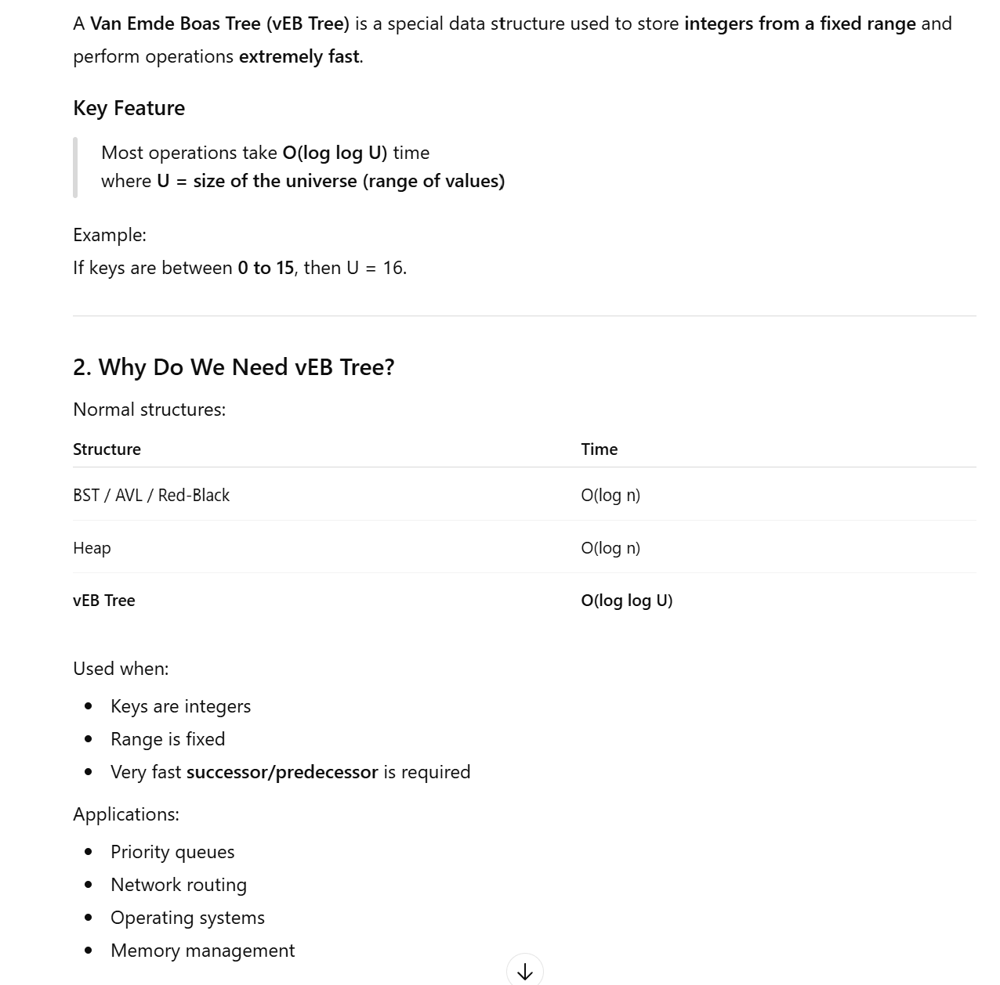 A Van Emde Boas Tree (vEB Tree) is a special data structure used to store integers from a fixed range and
perform operations extremely fast.
Key Feature
Most operations take O(log log U) time
where U = size of the universe (range of values)
Example:
If keys are between 0 to 15, then U = 16.
2. Why Do We Need vEB Tree?
Normal structures:
Structure Time
BST / AVL / Red-Black O(log n)
Heap O(log n)
vEB Tree O(log log U)
Used when:
• Keys are integers
• Range is fixed
• Very fast successor/predecessor is required
Applications:
• Priority queues
• Network routing
• Operating systems
• Memory management